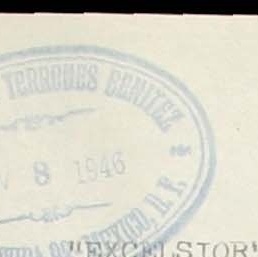 TERRONES BENITEZ
V 8 1946
MEXICO, D. F.
"EXCELSIOR"